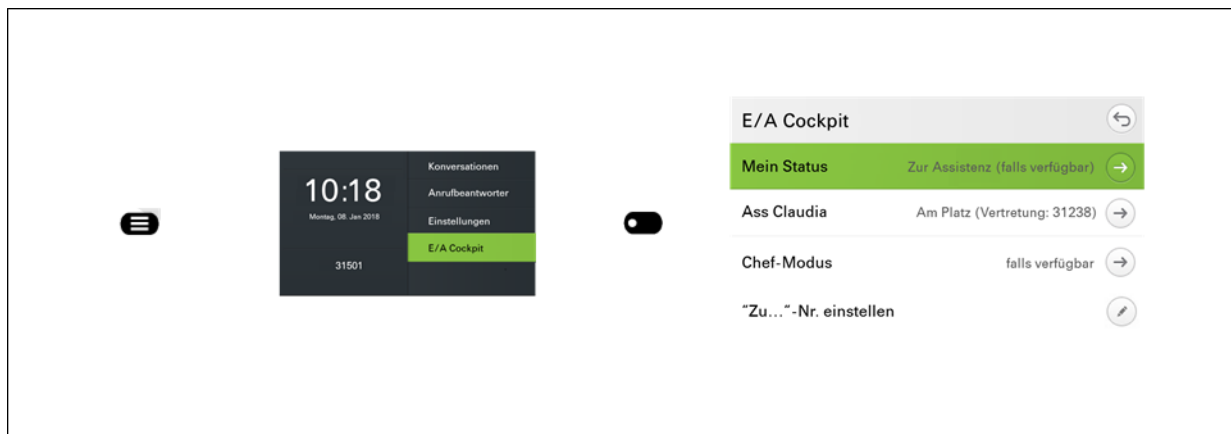 10:18
Montag, 08. Jan 2018
31501
Konversationen
Anrufbeantworter
Einstellungen
E/A Cockpit
E/A Cockpit
Mein Status Zur Assistenz (falls verfügbar)
Ass Claudia Am Platz (Vertretung: 31238)
Chef-Modus falls verfügbar
“Zu...“-Nr. einstellen